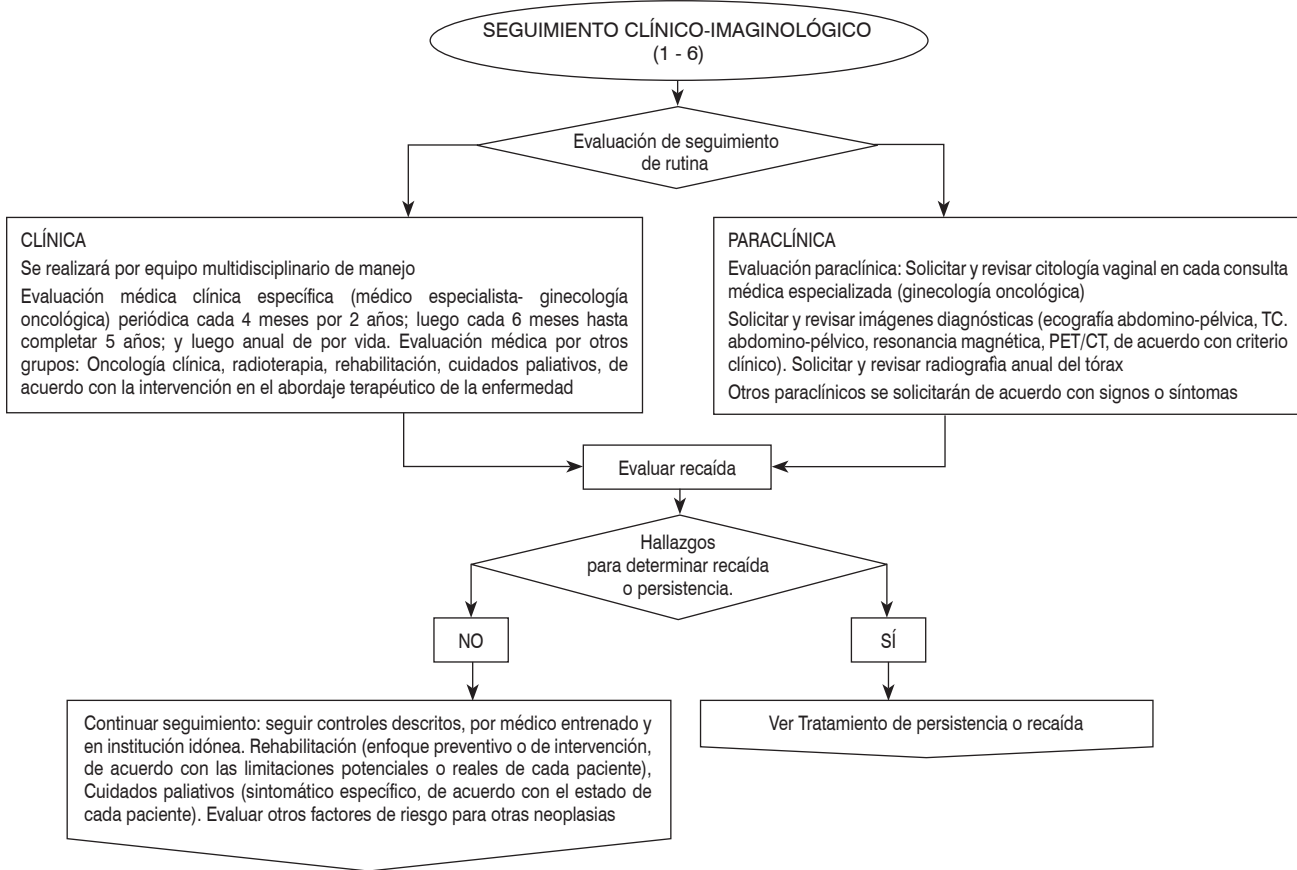 SEGUIMIENTO CLÍNICO-IMAGINOLÓGICO
(1 - 6)
Evaluación de seguimiento
de rutina
CLÍNICA
Se realizará por equipo multidisciplinario de manejo
Evaluación médica clínica específica (médico especialista- ginecología
oncológica) periódica cada 4 meses por 2 años; luego cada 6 meses hasta
completar 5 años; y luego anual de por vida. Evaluación médica por otros
grupos: Oncología clínica, radioterapia, rehabilitación, cuidados paliativos, de
acuerdo con la intervención en el abordaje terapéutico de la enfermedad
PARACLÍNICA
Evaluación paraclínica: Solicitar y revisar citología vaginal en cada consulta
médica especializada (ginecología oncológica)
Solicitar y revisar imágenes diagnósticas (ecografía abdomino-pélvica, TC.
abdomino-pélvico, resonancia magnética, PET/CT, de acuerdo con criterio
clínico). Solicitar y revisar radiografía anual del tórax
Otros paraclínicos se solicitarán de acuerdo con signos o síntomas
Evaluar recaída
Hallazgos
para determinar recaída
o persistencia.
NO
SÍ
Continuar seguimiento: seguir controles descritos, por médico entrenado y
en institución idónea. Rehabilitación (enfoque preventivo o de intervención,
de acuerdo con las limitaciones potenciales o reales de cada paciente),
Cuidados paliativos (sintomático específico, de acuerdo con el estado de
cada paciente). Evaluar otros factores de riesgo para otras neoplasias
Ver Tratamiento de persistencia o recaída